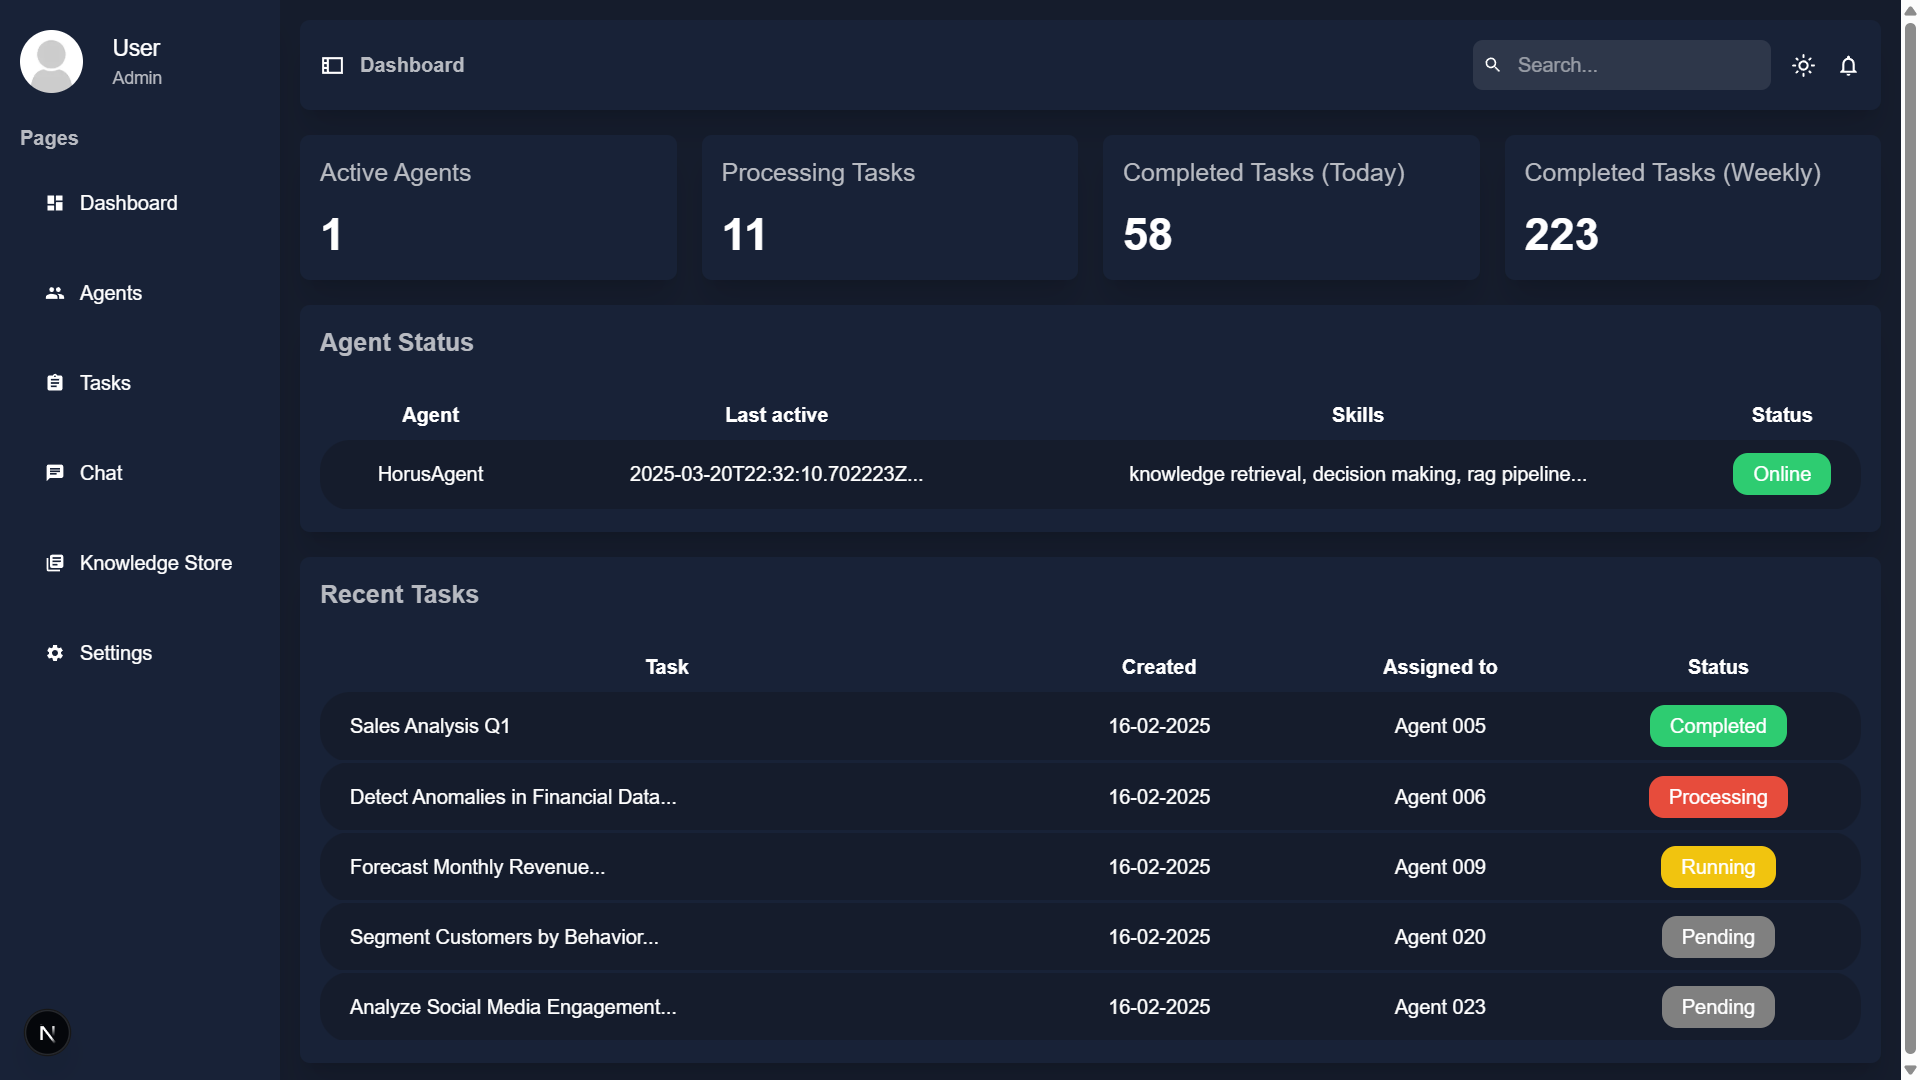 User
Admin
Pages
Dashboard
Agents
Tasks
Chat
Knowledge Store
Settings
N
Dashboard
Search...
Active Agents
1
Processing Tasks
11
Completed Tasks (Today)
58
Completed Tasks (Weekly)
223
Agent Status
Agent Last active Skills Status
HorusAgent 2025-03-20T22:32:10.702223Z... knowledge retrieval, decision making, rag pipeline... Online
Recent Tasks
Task Created Assigned to Status
Sales Analysis Q1 16-02-2025 Agent 005 Completed
Detect Anomalies in Financial Data... 16-02-2025 Agent 006 Processing
Forecast Monthly Revenue... 16-02-2025 Agent 009 Running
Segment Customers by Behavior... 16-02-2025 Agent 020 Pending
Analyze Social Media Engagement... 16-02-2025 Agent 023 Pending